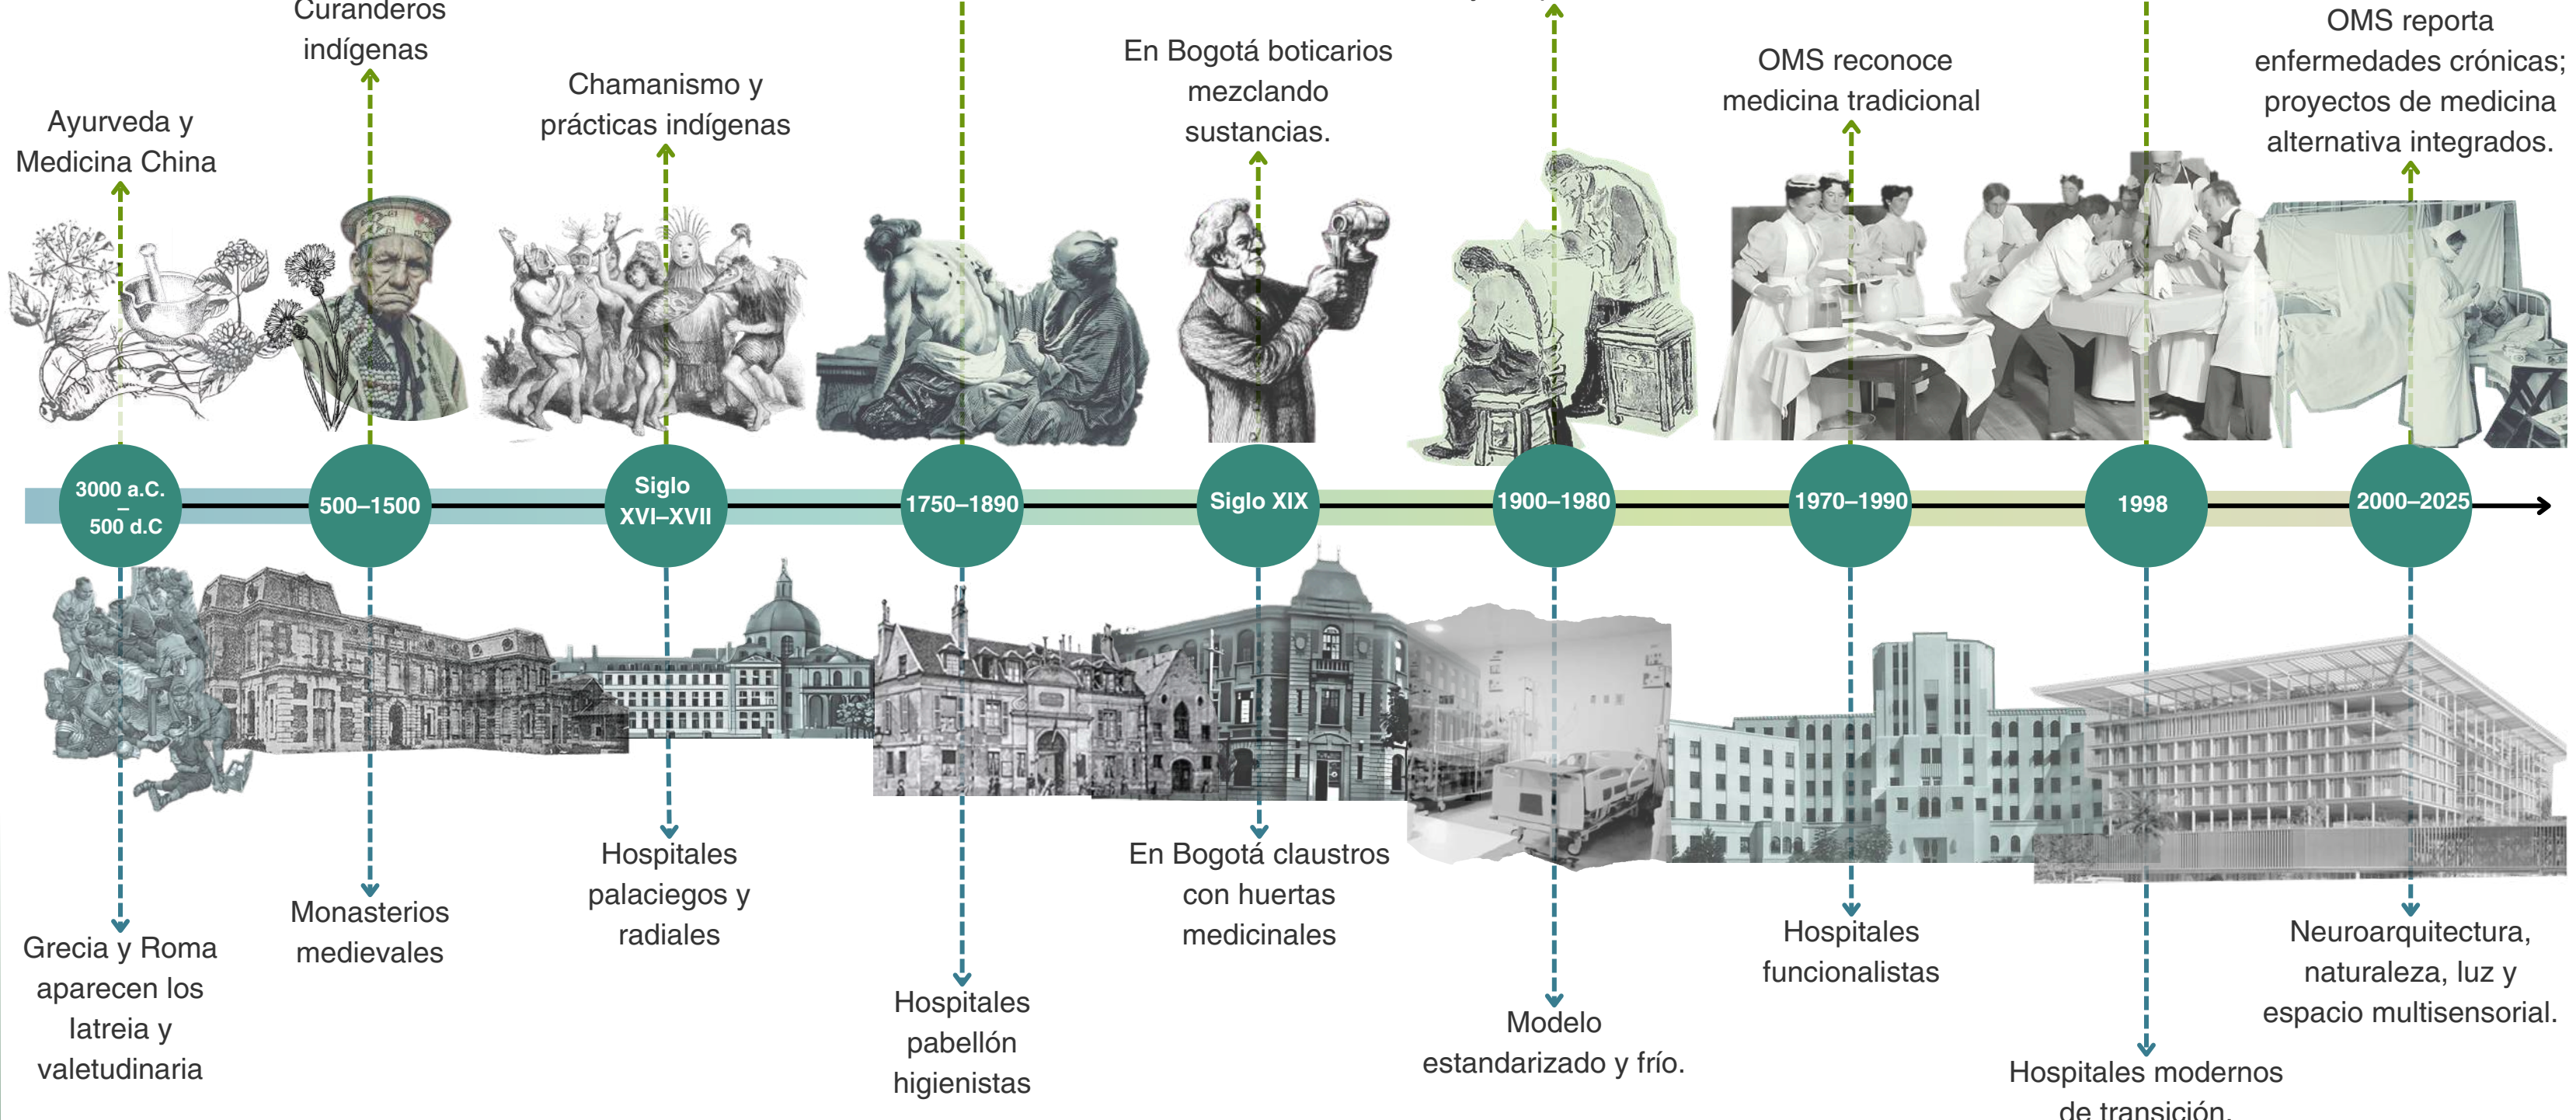 Curanderos
indígenas
Ayurveda y
Medicina China
Chamanismo y
prácticas indígenas
En Bogotá boticarios
mezclando
sustancias.
OMS reconoce
medicina tradicional
OMS reporta
enfermedades crónicas;
proyectos de medicina
alternativa integrados.
3000 a.C.
–
500 d.C
500–1500
Siglo
XVI–XVII
1750–1890
Siglo XIX
1900–1980
1970–1990
1998
2000–2025
Grecia y Roma
aparecen los
Iatreia y
valetudinaria
Monasterios
medievales
Hospitales
palaciegos y
radiales
Hospitales
pabellón
higienistas
En Bogotá claustros
con huertas
medicinales
Modelo
estandarizado y frío.
Hospitales
funcionalistas
Hospitales modernos
de transición.
Neuroarquitectura,
naturaleza, luz y
espacio multisensorial.